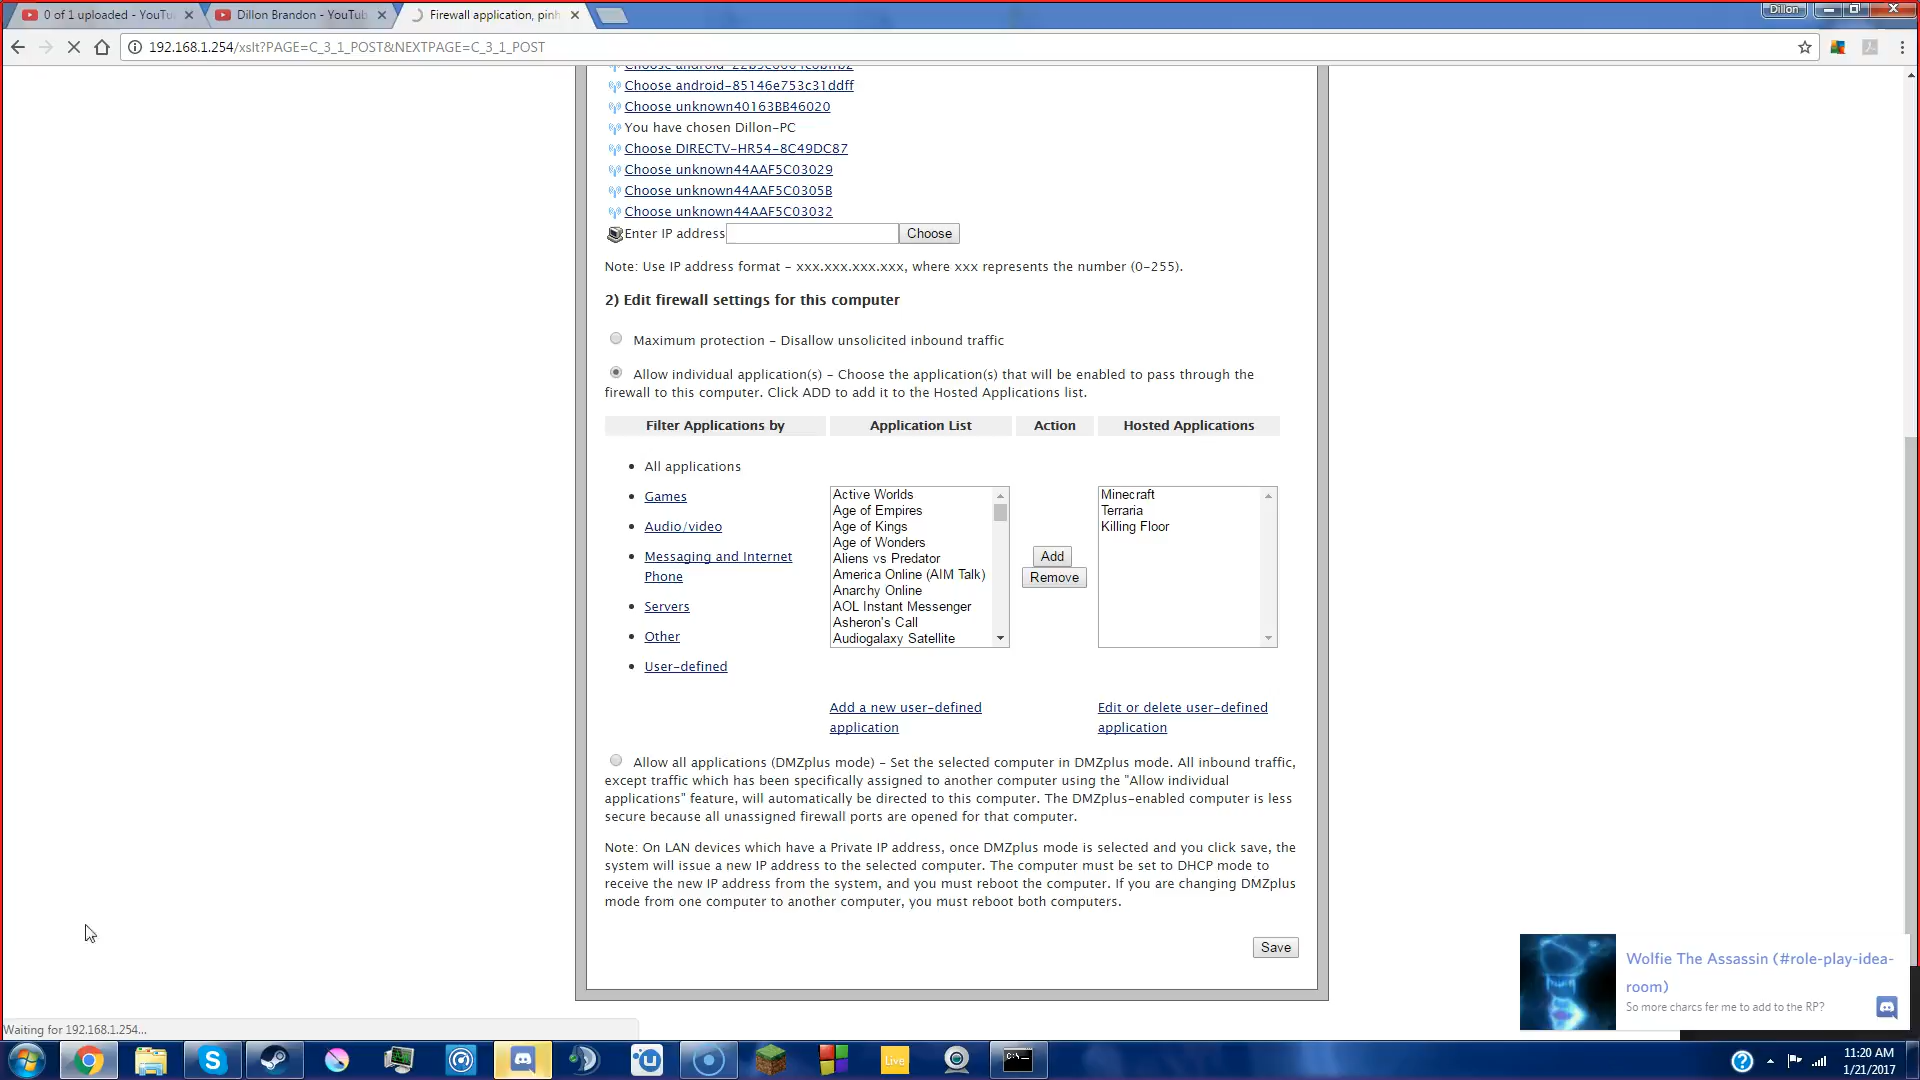 0 of 1 uploaded - YouTu
Dillon Brandon - YouTub
Firewall application, pinh
Dillon
192.168.1.254/xslt?PAGE=C_3_1_POST&NEXTPAGE=C_3_1_POST
Choose android-85146e753c31ddff
Choose unknown40163BB46020
You have chosen Dillon-PC
Choose DIRECTV-HR54-8C49DC87
Choose unknown44AAF5C03029
Choose unknown44AAF5C0305B
Choose unknown44AAF5C03032
Enter IP address
Choose
Note: Use IP address format - xxx.xxx.xxx.xxx, where xxx represents the number (0-255).
2) Edit firewall settings for this computer
Maximum protection - Disallow unsolicited inbound traffic
Allow individual application(s) - Choose the application(s) that will be enabled to pass through the
firewall to this computer. Click ADD to add it to the Hosted Applications list.
Filter Applications by
Application List
Action
Hosted Applications
All applications
Games
Audio/video
Messaging and Internet
Phone
Servers
Other
User-defined
Active Worlds
Age of Empires
Age of Kings
Age of Wonders
Aliens vs Predator
America Online (AIM Talk)
Anarchy Online
AOL Instant Messenger
Asheron's Call
Audiogalaxy Satellite
Add
Remove
Minecraft
Terraria
Killing Floor
Add a new user-defined
application
Edit or delete user-defined
application
Allow all applications (DMZplus mode) - Set the selected computer in DMZplus mode. All inbound traffic,
except traffic which has been specifically assigned to another computer using the "Allow individual
applications" feature, will automatically be directed to this computer. The DMZplus-enabled computer is less
secure because all unassigned firewall ports are opened for that computer.
Note: On LAN devices which have a Private IP address, once DMZplus mode is selected and you click save, the
system will issue a new IP address to the selected computer. The computer must be set to DHCP mode to
receive the new IP address from the system, and you must reboot the computer. If you are changing DMZplus
mode from one computer to another computer, you must reboot both computers.
Save
Wolfie The Assassin (#role-play-idea-
room)
So more charcs fer me to add to the RP?
Waiting for 192.168.1.254...
Live
C:\_
11:20 AM
1/21/2017